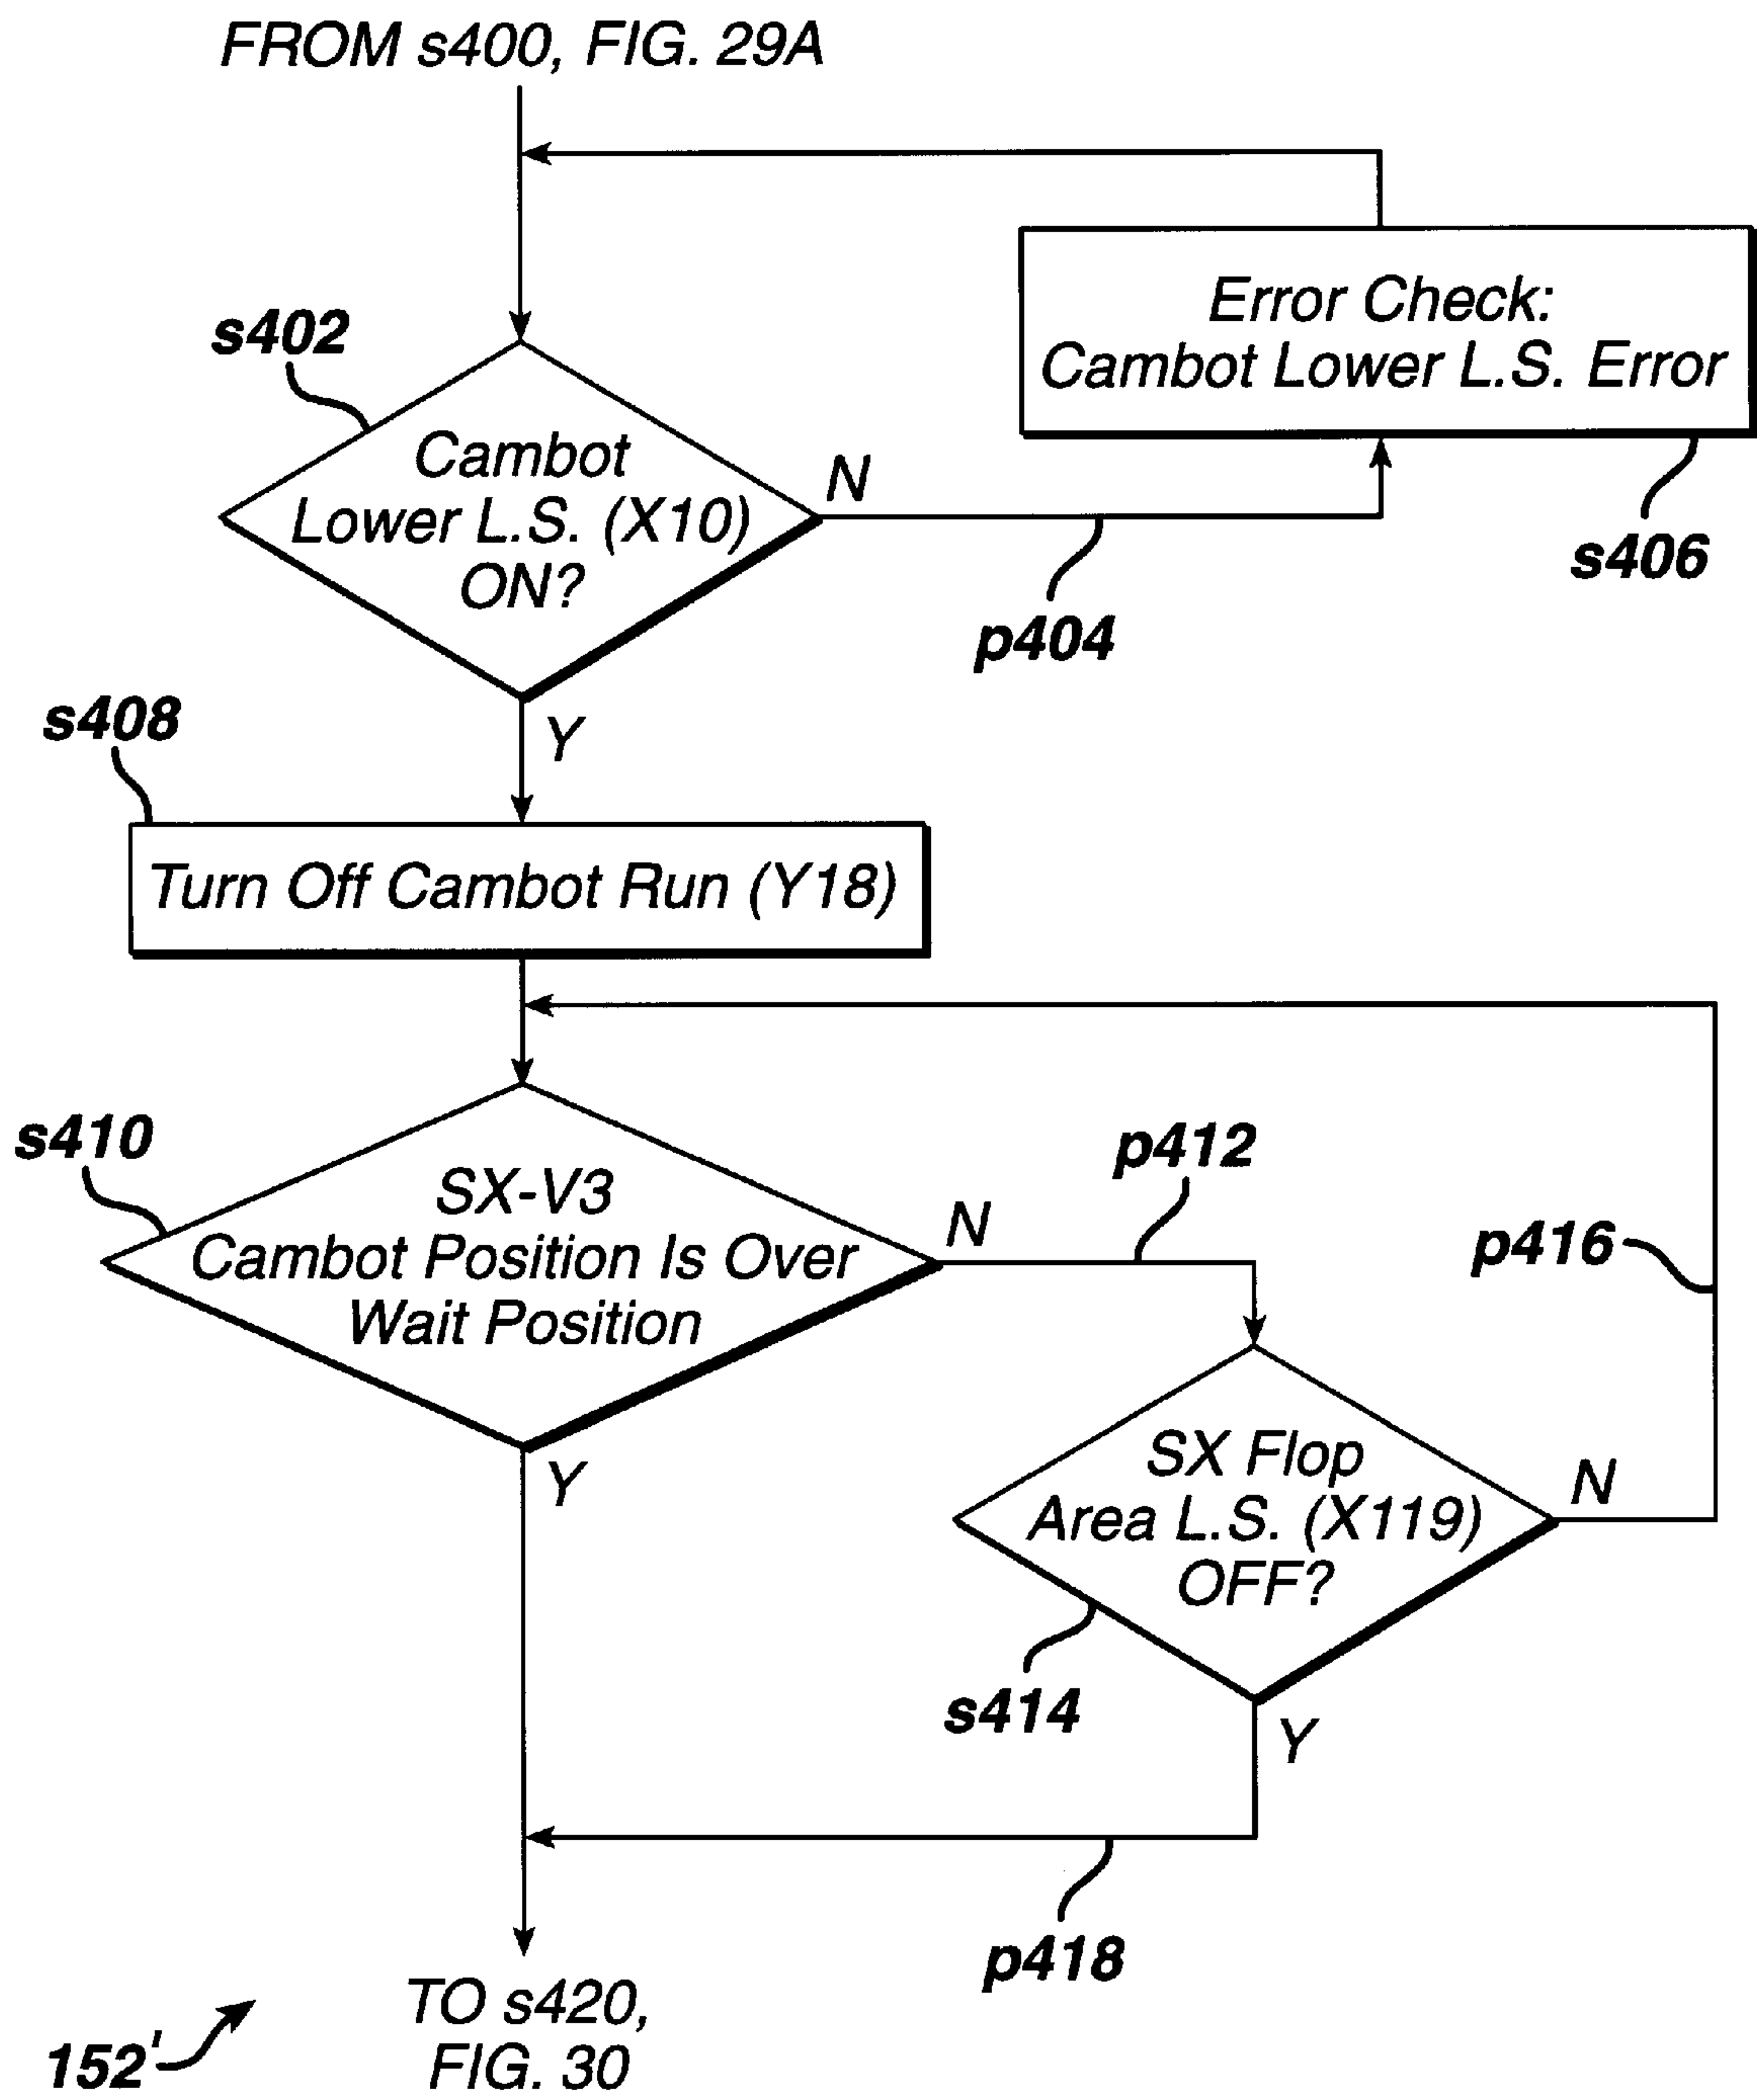 FROM s400, FIG. 29A
s402
Cambot
Lower L.S. (X10)
ON?
N
p404
Error Check:
Cambot Lower L.S. Error
s406
Y
s408
Turn Off Cambot Run (Y18)
s410
SX-V3
Cambot Position Is Over
Wait Position
N
p412
p416
SX Flop
Area L.S. (X119)
OFF?
N
s414
Y
Y
p418
TO s420,
FIG. 30
152'